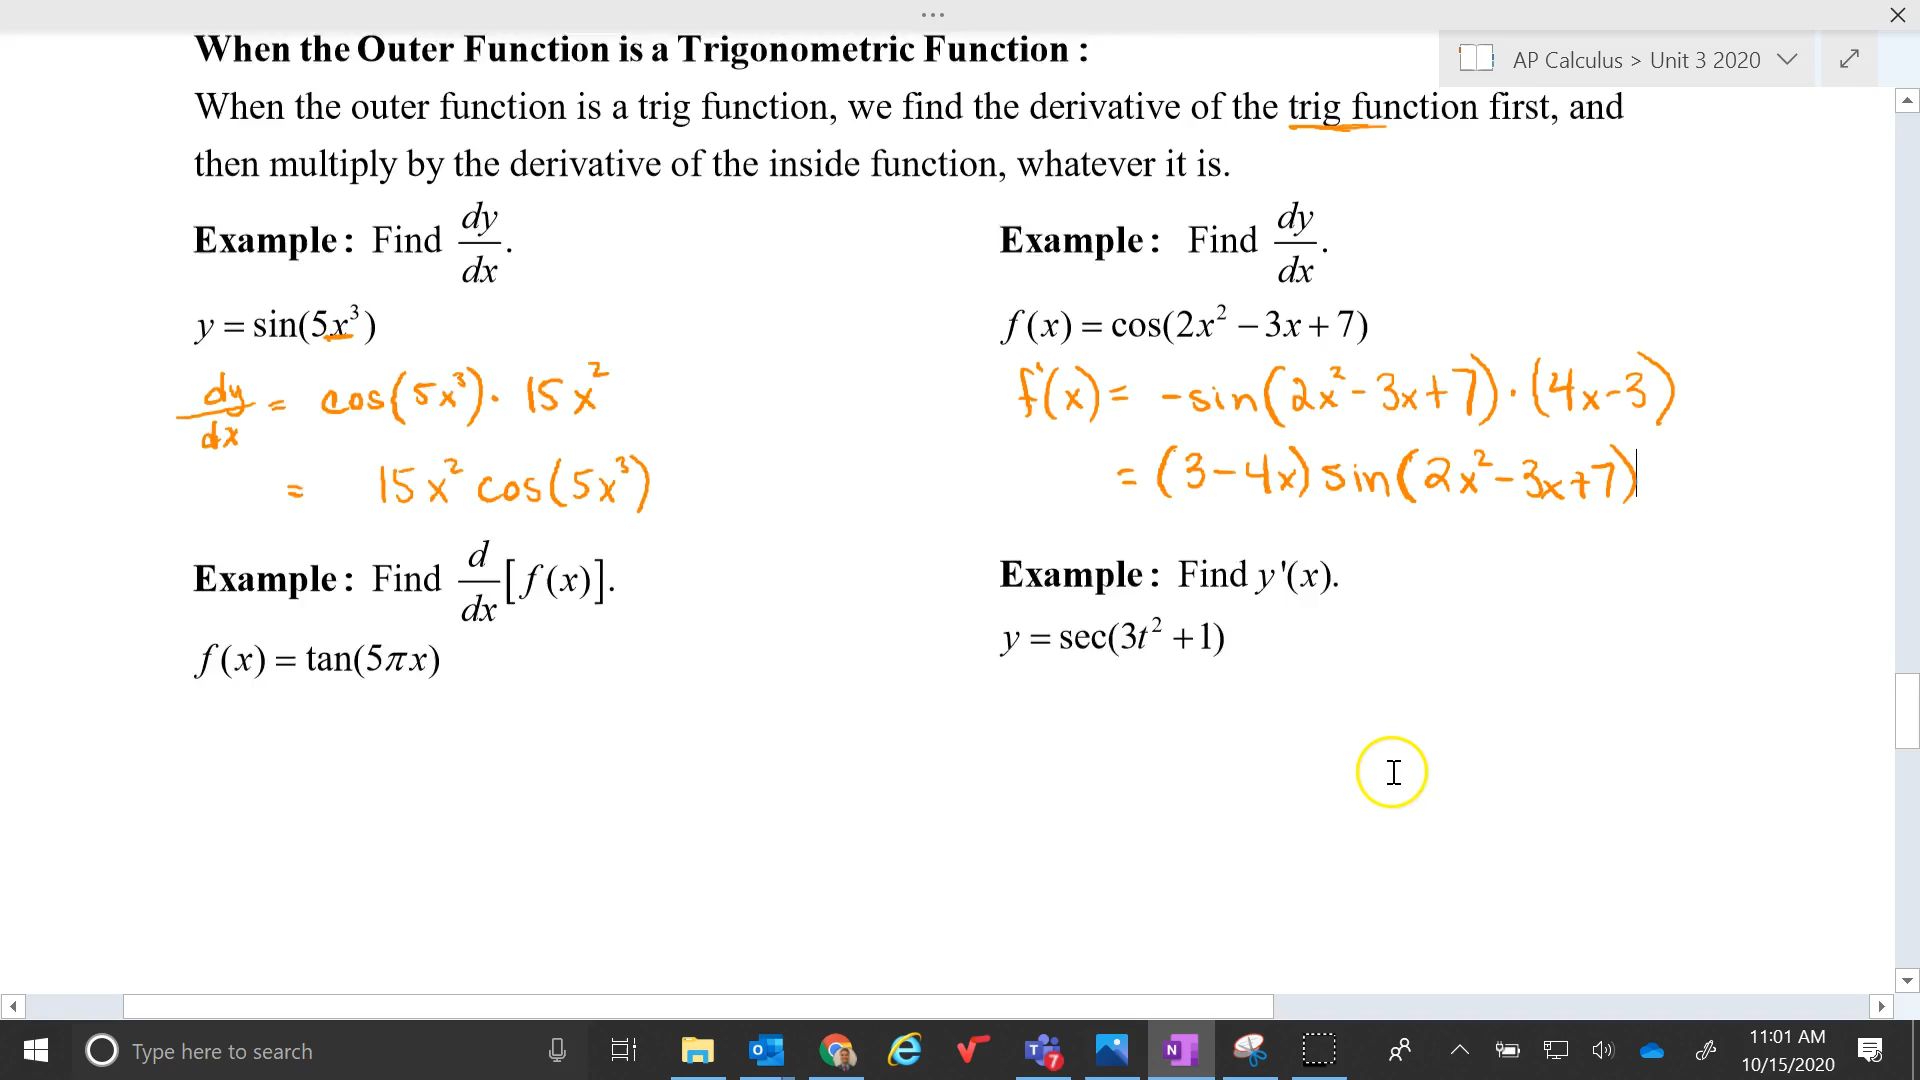 When the Outer Function is a Trigonometric Function :
AP Calculus > Unit 3 2020
When the outer function is a trig function, we find the derivative of the trig function first, and
then multiply by the derivative of the inside function, whatever it is.
Example : Find dy/dx.
y = sin(5x³)
dy/dx = cos(5x³) · 15x²
= 15x² cos(5x³)
Example : Find dy/dx.
f(x) = cos(2x² − 3x + 7)
f'(x) = -sin(2x² - 3x + 7) · (4x - 3)
= (3 - 4x) sin(2x² - 3x + 7)
Example : Find d/dx [f(x)].
f(x) = tan(5πx)
Example : Find y'(x).
y = sec(3t² + 1)
Type here to search
7
11:01 AM
10/15/2020